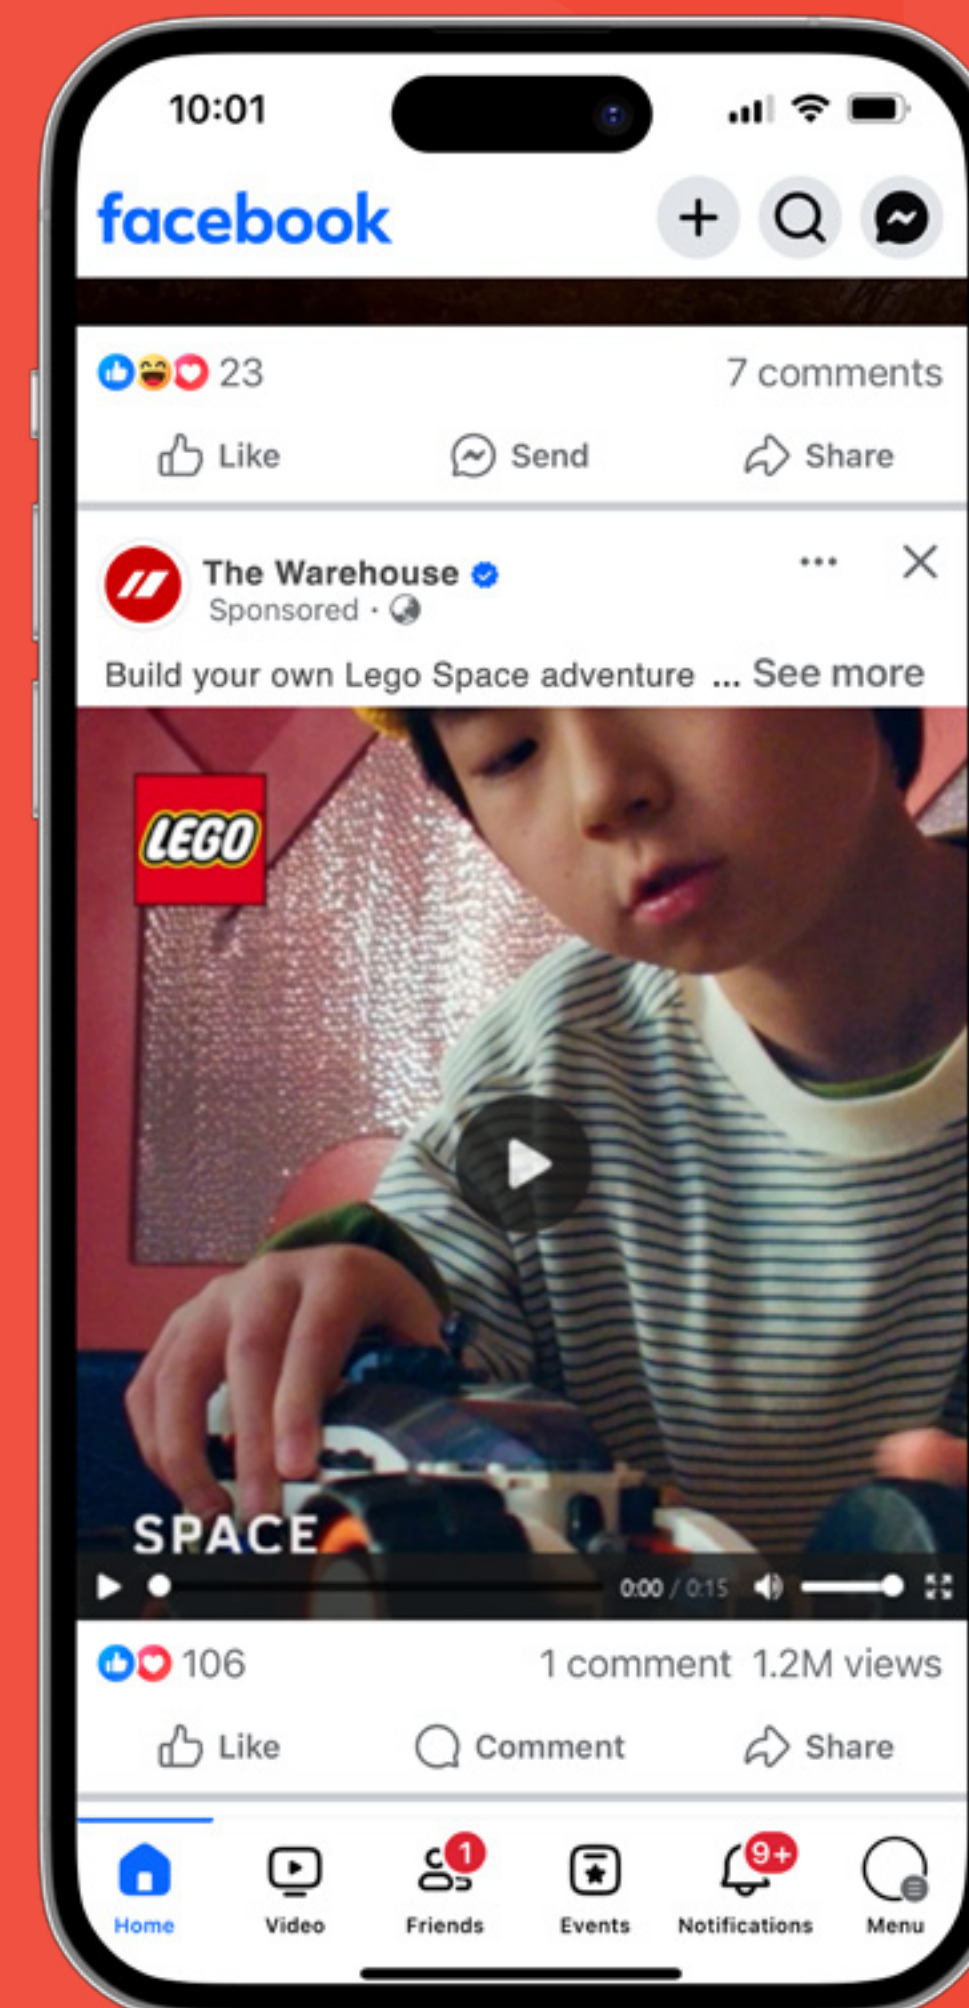 10:01
facebook
23
7 comments
Like
Send
Share
The Warehouse
Sponsored ·
Build your own Lego Space adventure ... See more
LEGO
SPACE
0:00 / 0:15
106
1 comment 1.2M views
Like
Comment
Share
1
9+
Home
Video
Friends
Events
Notifications
Menu